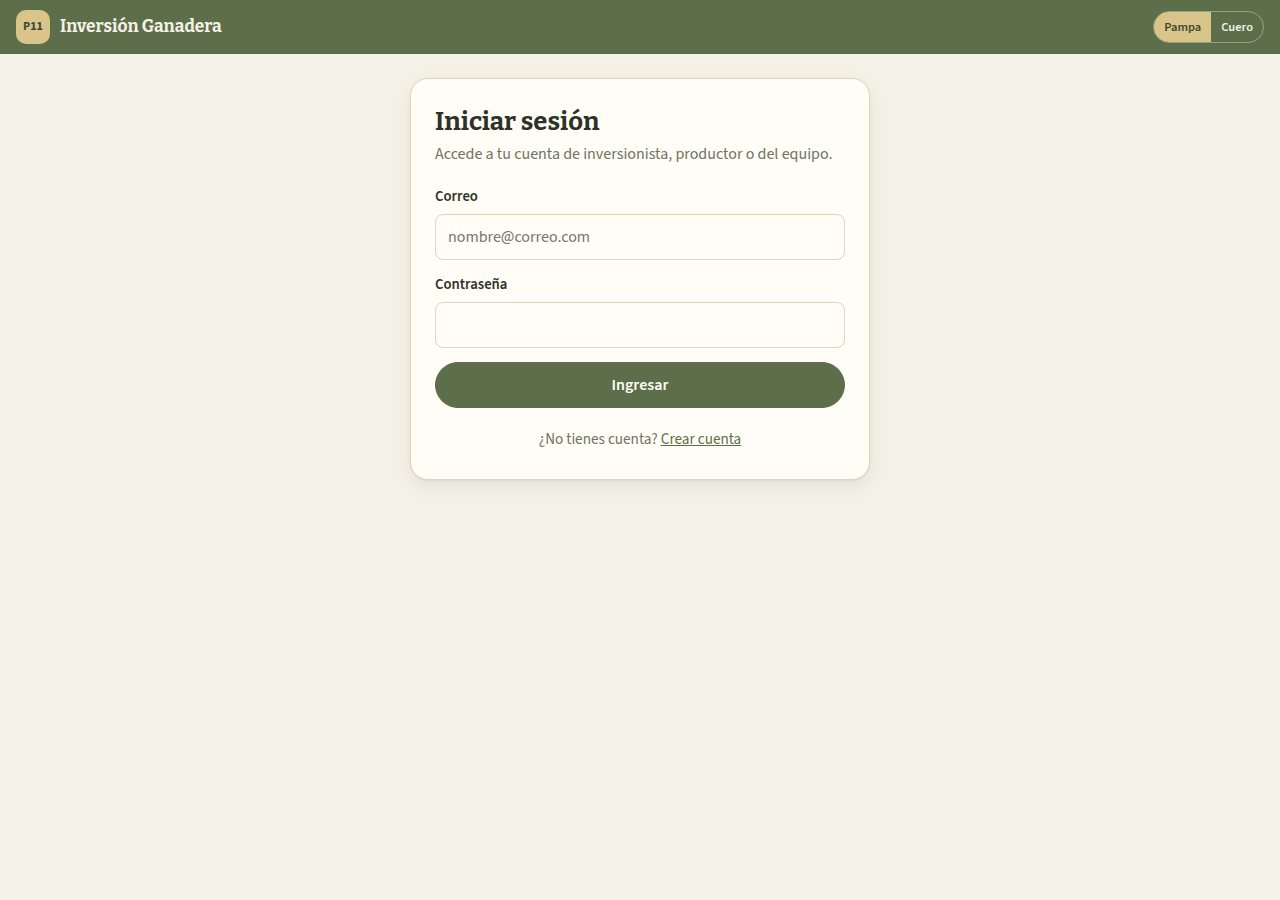 P11 Inversión Ganadera
Pampa Cuero
Iniciar sesión
Accede a tu cuenta de inversionista, productor o del equipo.
Correo
nombre@correo.com
Contraseña
Ingresar
¿No tienes cuenta? Crear cuenta